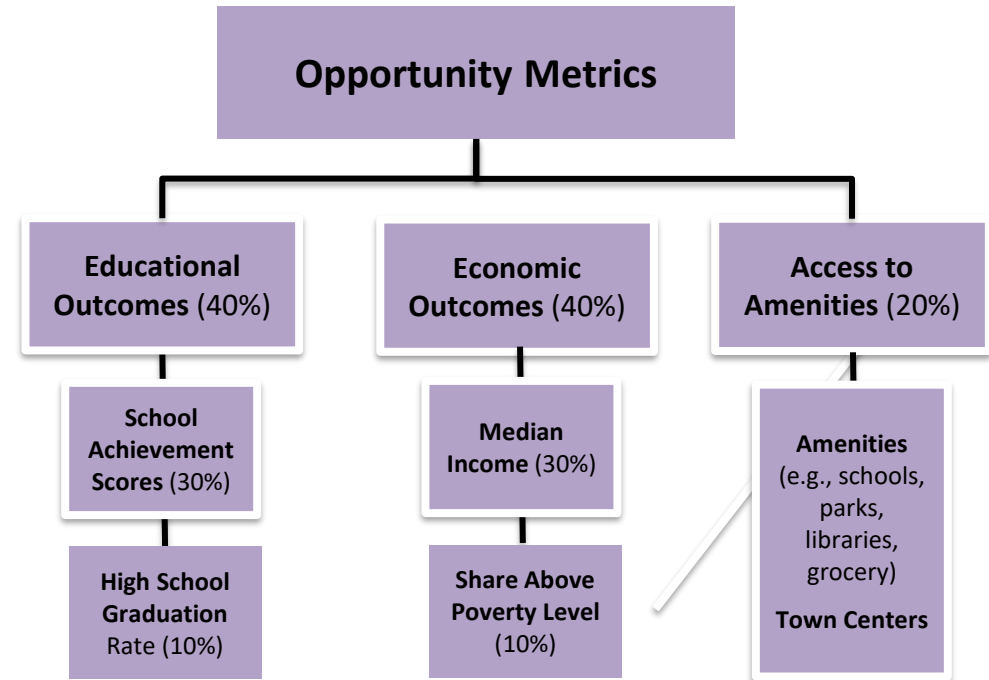 Opportunity Metrics
Educational
Outcomes (40%)
School
Achievement
Scores (30%)
High School
Graduation
Rate (10%)
Economic
Outcomes (40%)
Median
Income (30%)
Share Above
Poverty Level
(10%)
Access to
Amenities (20%)
Amenities
(e.g., schools,
parks,
libraries,
grocery)
Town Centers